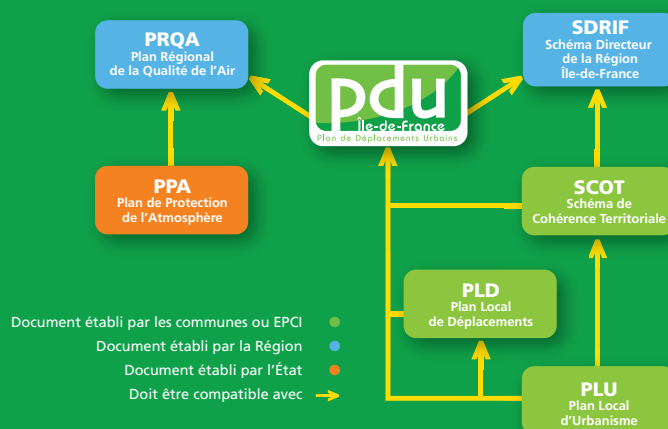 PRQA
Plan Régional
de la Qualité de l'Air
pdu
Île-de-France
Plan de Déplacements Urbains
SDRIF
Schéma Directeur
de la Région
Île-de-France
PPA
Plan de Protection
de l'Atmosphère
SCOT
Schéma de
Cohérence Territoriale
PLD
Plan Local
de Déplacements
Document établi par les communes ou EPCI
Document établi par la Région
Document établi par l'État
Doit être compatible avec
PLU
Plan Local
d'Urbanisme